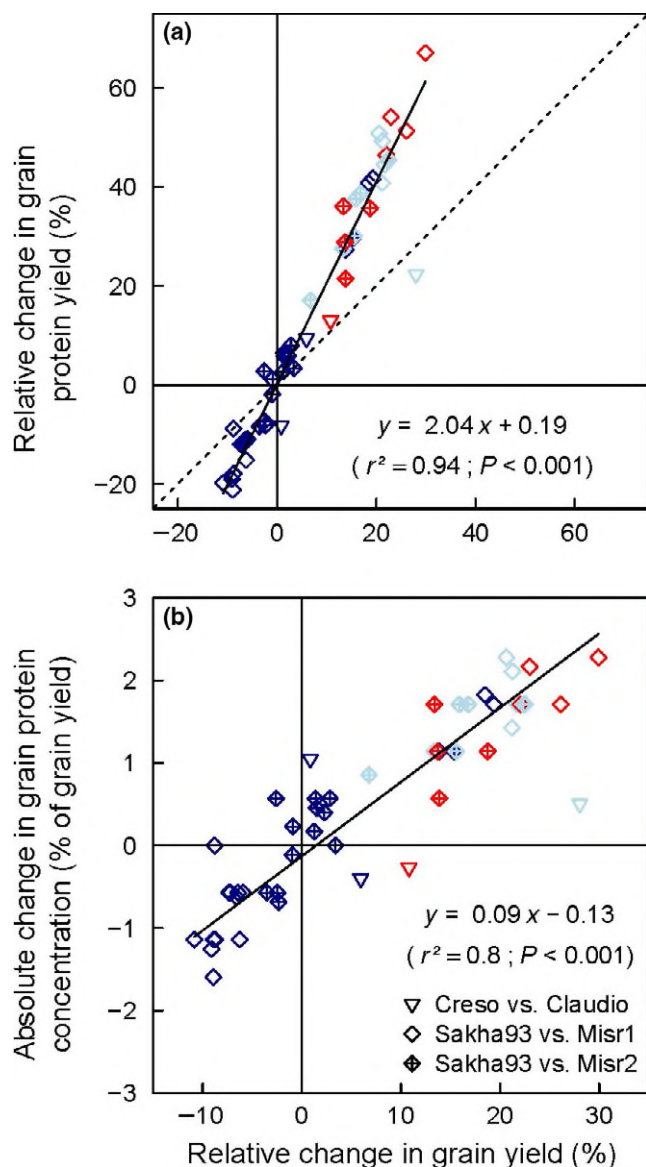 (a)
Relative change in grain
protein yield (%)
60
40
20
0
−20
y = 2.04 x + 0.19
( r² = 0.94 ; P < 0.001)
−20 0 20 40 60
(b)
Absolute change in grain protein
concentration (% of grain yield)
3
2
1
0
−1
−2
−3
y = 0.09 x − 0.13
( r² = 0.8 ; P < 0.001)
Creso vs. Claudio
Sakha93 vs. Misr1
Sakha93 vs. Misr2
−10 0 10 20 30
Relative change in grain yield (%)